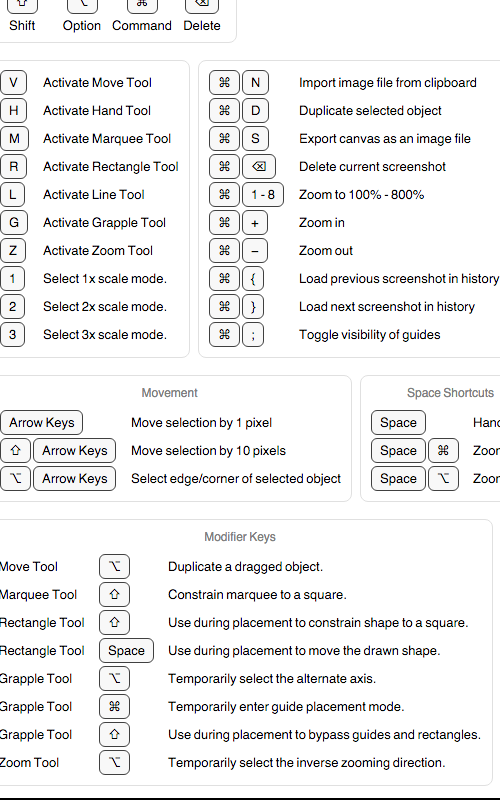 ⇧ ⌥ ⌘ ⌫
Shift Option Command Delete
V Activate Move Tool
H Activate Hand Tool
M Activate Marquee Tool
R Activate Rectangle Tool
L Activate Line Tool
G Activate Grapple Tool
Z Activate Zoom Tool
1 Select 1x scale mode.
2 Select 2x scale mode.
3 Select 3x scale mode.
⌘ N Import image file from clipboard
⌘ D Duplicate selected object
⌘ S Export canvas as an image file
⌘ ⌫ Delete current screenshot
⌘ 1 - 8 Zoom to 100% - 800%
⌘ + Zoom in
⌘ − Zoom out
⌘ { Load previous screenshot in history
⌘ } Load next screenshot in history
⌘ ; Toggle visibility of guides
Movement
Arrow Keys Move selection by 1 pixel
⇧ Arrow Keys Move selection by 10 pixels
⌥ Arrow Keys Select edge/corner of selected object
Space Shortcuts
Space
Space ⌘
Space ⌥
Modifier Keys
Move Tool ⌥ Duplicate a dragged object.
Marquee Tool ⇧ Constrain marquee to a square.
Rectangle Tool ⇧ Use during placement to constrain shape to a square.
Rectangle Tool Space Use during placement to move the drawn shape.
Grapple Tool ⌥ Temporarily select the alternate axis.
Grapple Tool ⌘ Temporarily enter guide placement mode.
Grapple Tool ⇧ Use during placement to bypass guides and rectangles.
Zoom Tool ⌥ Temporarily select the inverse zooming direction.